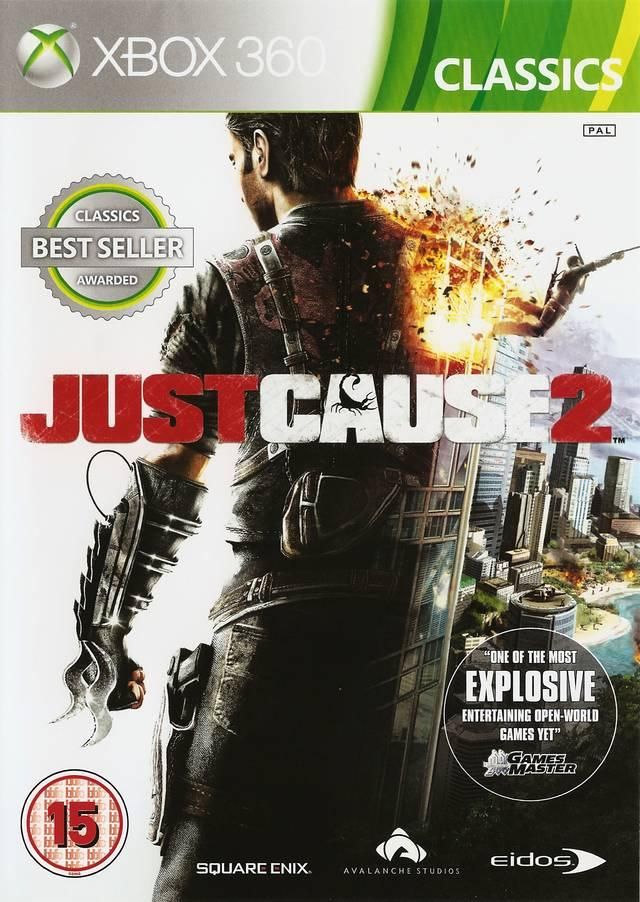 XBOX 360
CLASSICS
PAL
CLASSICS
BEST SELLER
AWARDED
JUST CAUSE 2™
"ONE OF THE MOST
EXPLOSIVE
ENTERTAINING OPEN-WORLD
GAMES YET"
GAMES
MASTER
15
SQUARE ENIX.
AVALANCHE STUDIOS
eidos